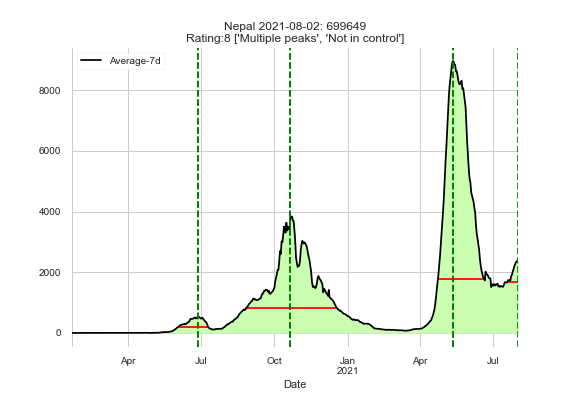 Nepal 2021-08-02: 699649
Rating:8 ['Multiple peaks', 'Not in control']
Average-7d
8000
6000
4000
2000
0
Apr
Jul
Oct
Jan
2021
Apr
Jul
Date